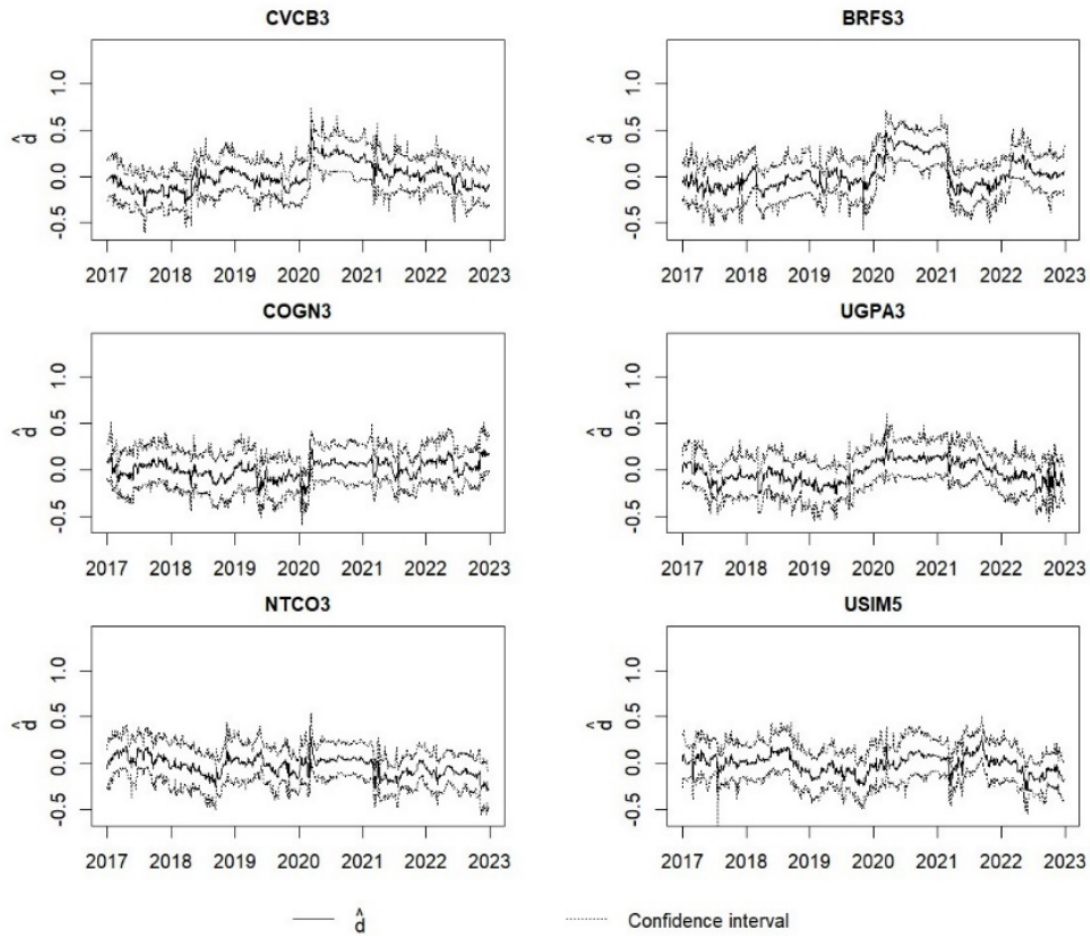 CVCB3 BRFS3
d̂ -0.5 0.0 0.5 1.0 d̂ -0.5 0.0 0.5 1.0
2017 2018 2019 2020 2021 2022 2023 2017 2018 2019 2020 2021 2022 2023
COGN3 UGPA3
d̂ -0.5 0.0 0.5 1.0 d̂ -0.5 0.0 0.5 1.0
2017 2018 2019 2020 2021 2022 2023 2017 2018 2019 2020 2021 2022 2023
NTCO3 USIM5
d̂ -0.5 0.0 0.5 1.0 d̂ -0.5 0.0 0.5 1.0
2017 2018 2019 2020 2021 2022 2023 2017 2018 2019 2020 2021 2022 2023
d̂ Confidence interval